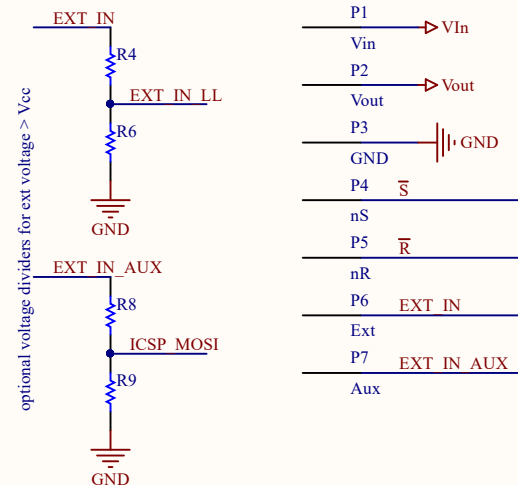 EXT_IN
R4
EXT_IN_LL
R6
GND
optional voltage dividers for ext voltage > Vcc
EXT_IN_AUX
R8
ICSP_MOSI
R9
GND
P1
VIn
Vin
P2
Vout
Vout
P3
GND
GND
P4
S̅
nS
P5
R̅
nR
P6
EXT_IN
Ext
P7
EXT_IN_AUX
Aux